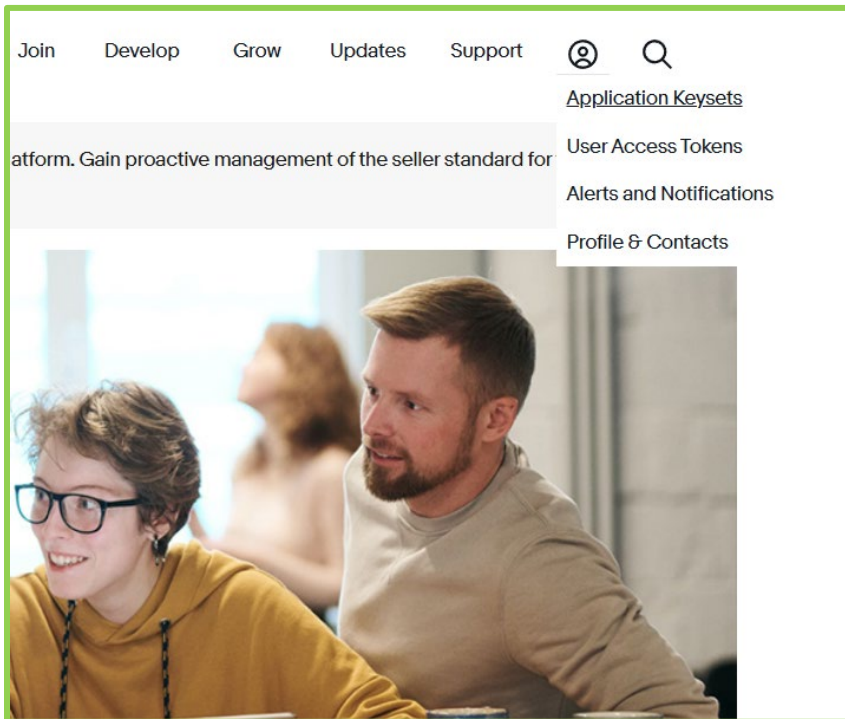 Join Develop Grow Updates Support
Application Keysets
atform. Gain proactive management of the seller standard for
User Access Tokens
Alerts and Notifications
Profile & Contacts